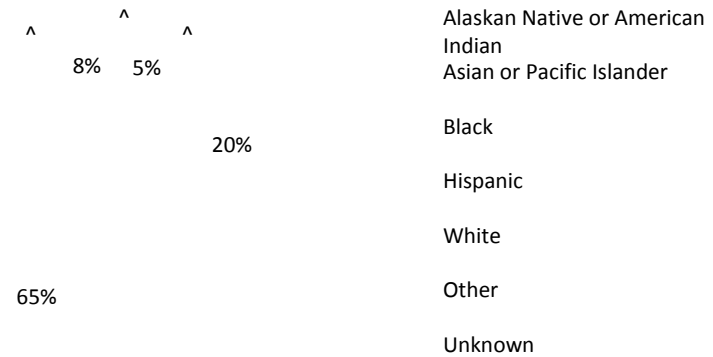 ^
^
^
8%
5%
20%
65%
Alaskan Native or American
Indian
Asian or Pacific Islander
Black
Hispanic
White
Other
Unknown